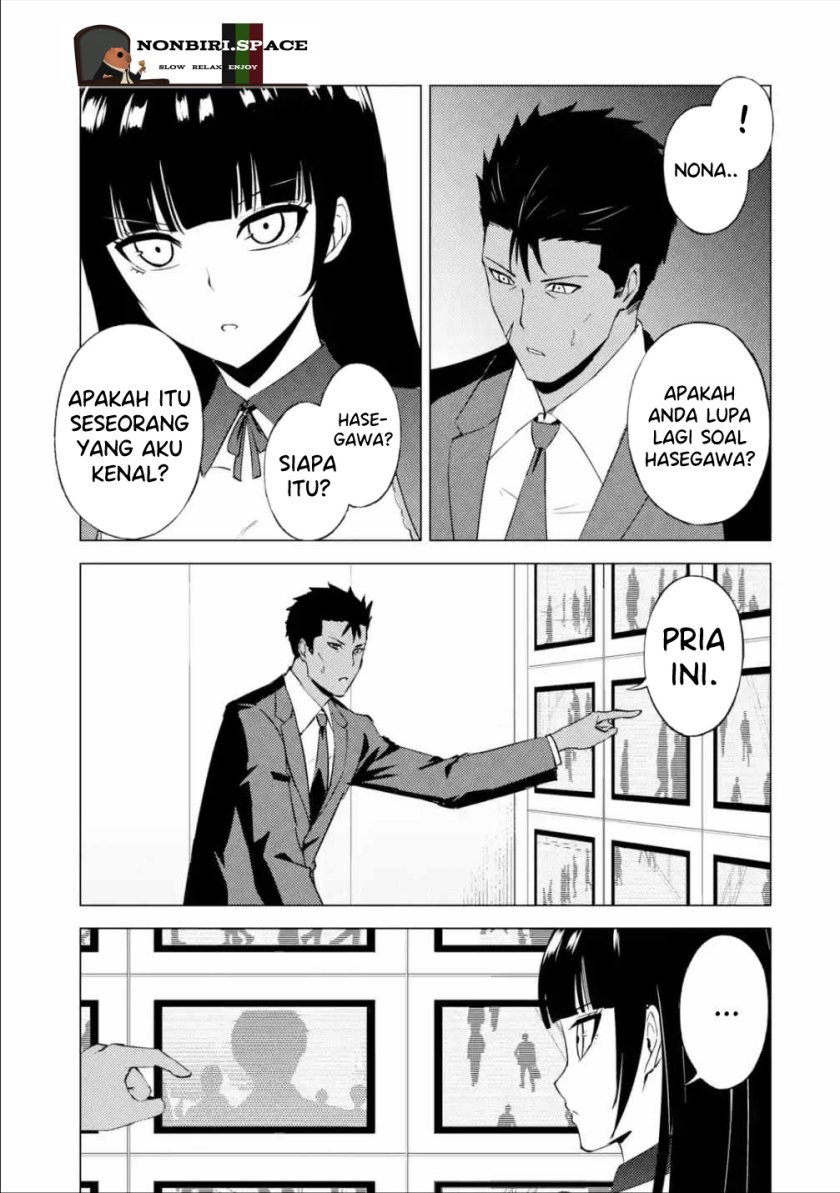 NONBIRI.SPACE
SLOW RELAX ENJOY
!
NONA..
APAKAH
ANDA LUPA
LAGI SOAL
HASEGAWA?
HASE-
GAWA?
SIAPA
ITU?
APAKAH ITU
SESEORANG
YANG AKU
KENAL?
PRIA
INI.
...